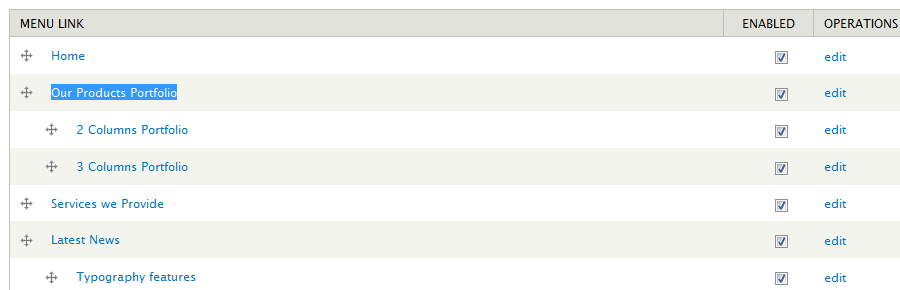 MENU LINK ENABLED OPERATIONS
Home edit
Our Products Portfolio edit
2 Columns Portfolio edit
3 Columns Portfolio edit
Services we Provide edit
Latest News edit
Typography features edit